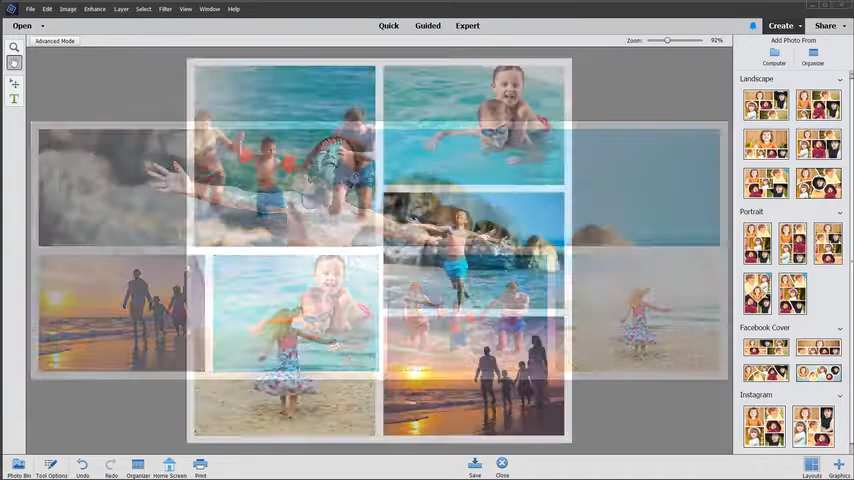 File Edit Image Enhance Layer Select Filter View Window Help
Open Quick Guided Expert Create Share
Advanced Mode Zoom: 92% Add Photo From
Computer Organizer
Landscape
T
Portrait
Facebook Cover
Instagram
Photo Bin Tool Options Undo Redo Organizer Home Screen Print Save Close Layouts Graphics